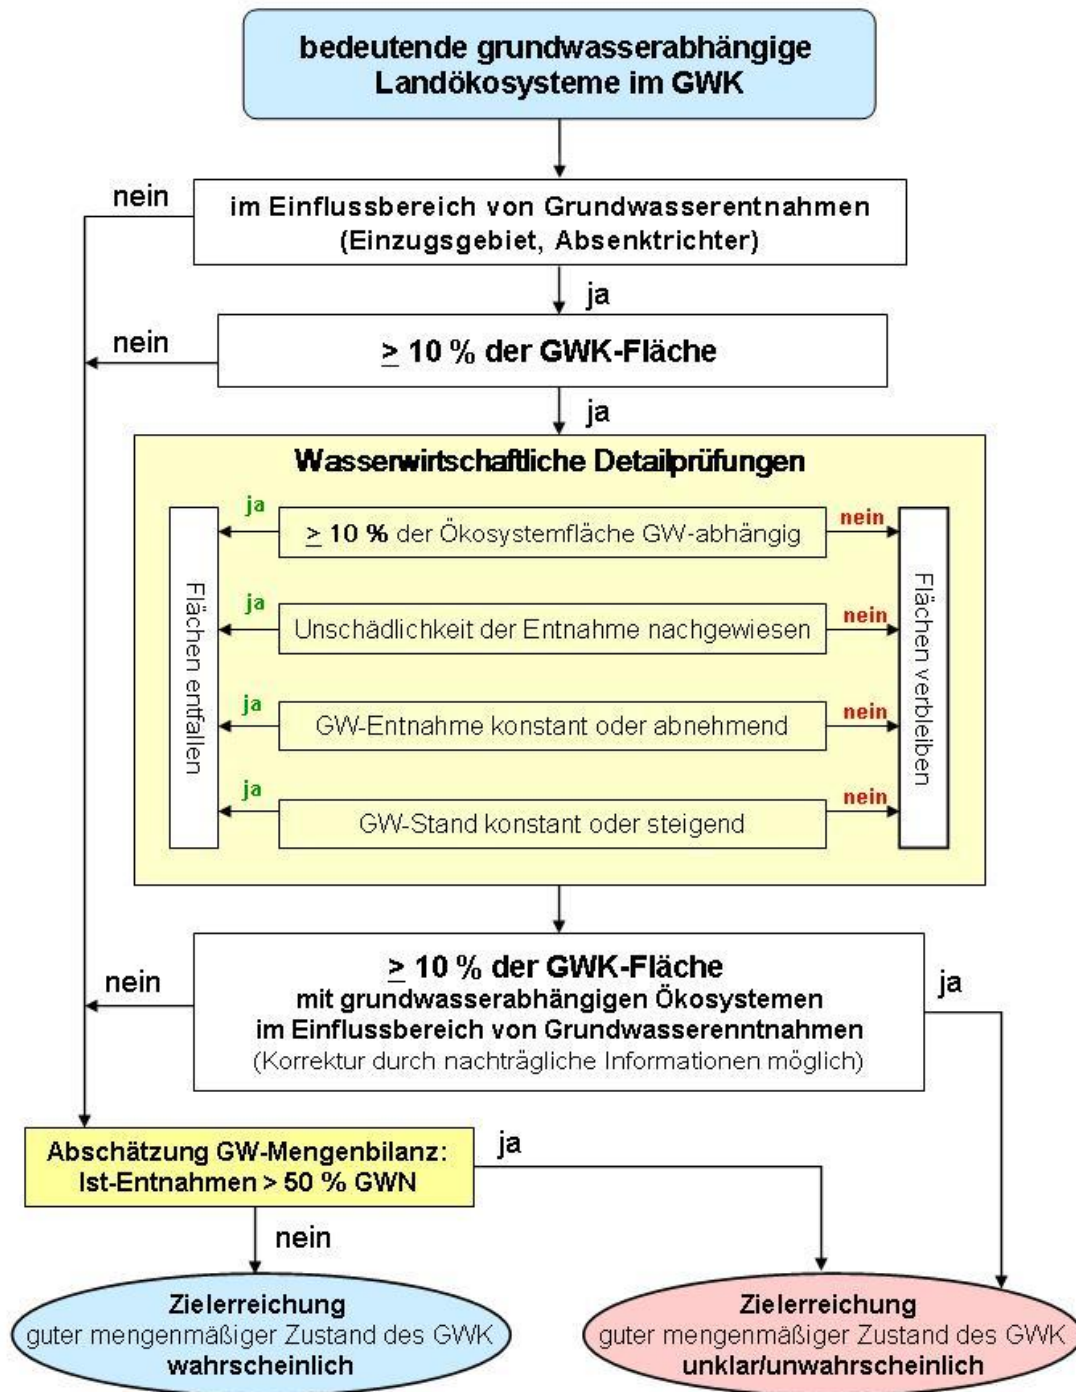 bedeutende grundwasserabhängige
Landökosysteme im GWK
nein
im Einflussbereich von Grundwasserentnahmen
(Einzugsgebiet, Absenktrichter)
ja
nein
≥ 10 % der GWK-Fläche
ja
Wasserwirtschaftliche Detailprüfungen
ja
≥ 10 % der Ökosystemfläche GW-abhängig
nein
Flächen entfallen
Flächen verbleiben
ja
Unschädlichkeit der Entnahme nachgewiesen
nein
ja
GW-Entnahme konstant oder abnehmend
nein
ja
GW-Stand konstant oder steigend
nein
nein
≥ 10 % der GWK-Fläche
mit grundwasserabhängigen Ökosystemen
im Einflussbereich von Grundwasserenntnahmen
(Korrektur durch nachträgliche Informationen möglich)
ja
Abschätzung GW-Mengenbilanz:
Ist-Entnahmen > 50 % GWN
ja
nein
Zielerreichung
guter mengenmäßiger Zustand des GWK
wahrscheinlich
Zielerreichung
guter mengenmäßiger Zustand des GWK
unklar/unwahrscheinlich